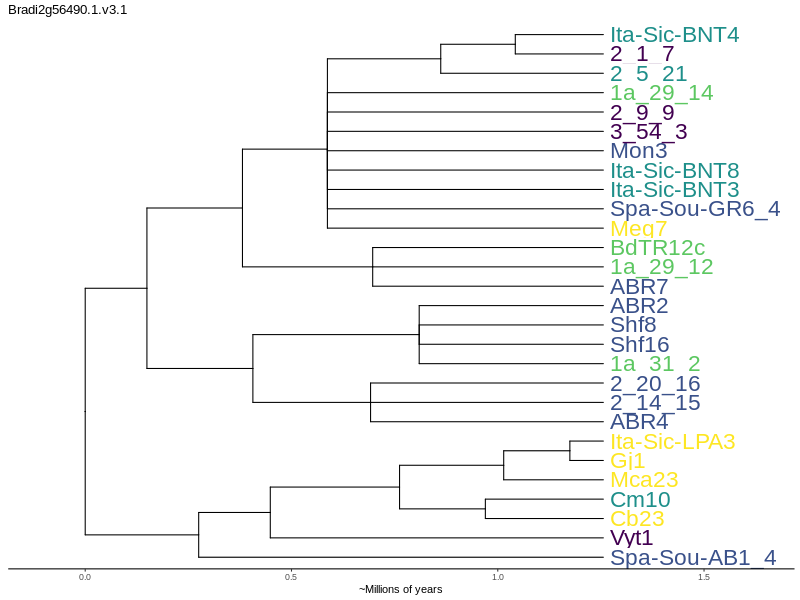 Bradi2g56490.1.v3.1
Ita-Sic-BNT4
2_1_7
2_5_21
1a_29_14
2_9_9
3_54_3
Mon3
Ita-Sic-BNT8
Ita-Sic-BNT3
Spa-Sou-GR6_4
Meg7
BdTR12c
1a_29_12
ABR7
ABR2
Shf8
Shf16
1a_31_2
2_20_16
2_14_15
ABR4
Ita-Sic-LPA3
Gj1
Mca23
Cm10
Cb23
Vyt1
Spa-Sou-AB1_4
0.0 0.5 1.0 1.5
~Millions of years